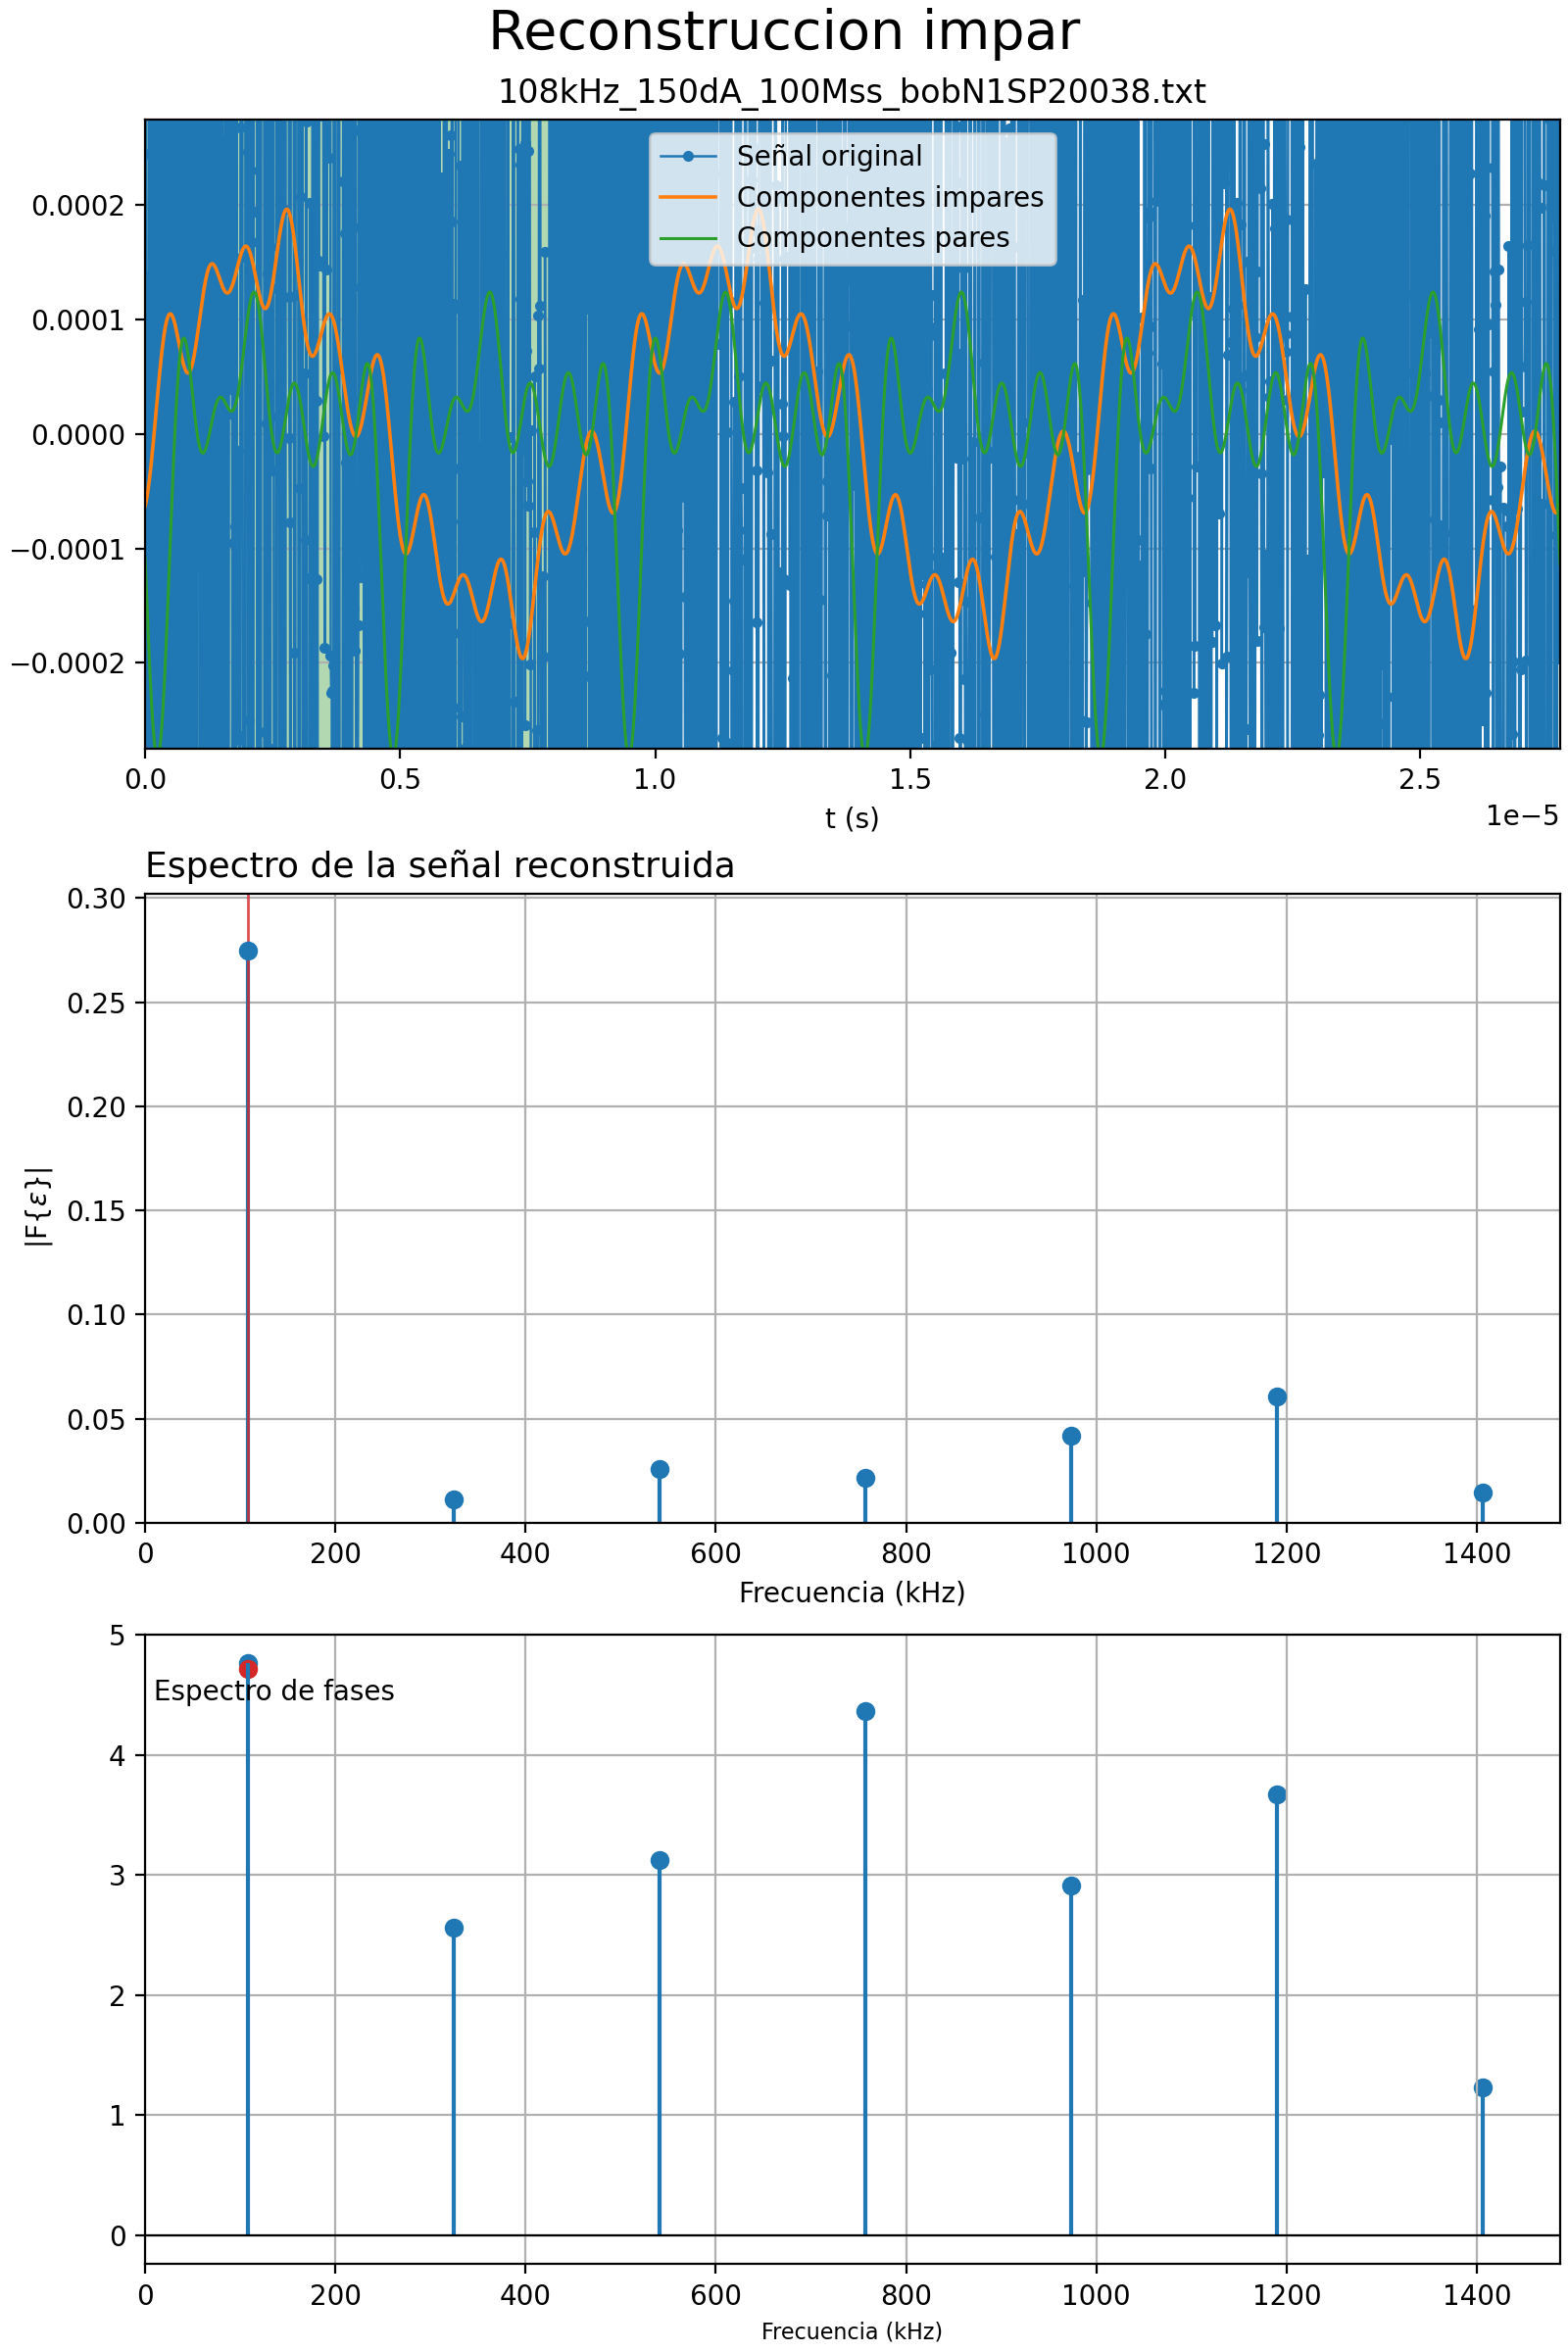 Reconstruccion impar
108kHz_150dA_100Mss_bobN1SP20038.txt
Señal original
Componentes impares
Componentes pares
0.0002
0.0001
0.0000
−0.0001
−0.0002
0.0 0.5 1.0 1.5 2.0 2.5
t (s)
1e−5
Espectro de la señal reconstruida
0.30
0.25
0.20
0.15
0.10
0.05
0.00
|F{ε}|
0 200 400 600 800 1000 1200 1400
Frecuencia (kHz)
5
Espectro de fases
4
3
2
1
0
0 200 400 600 800 1000 1200 1400
Frecuencia (kHz)